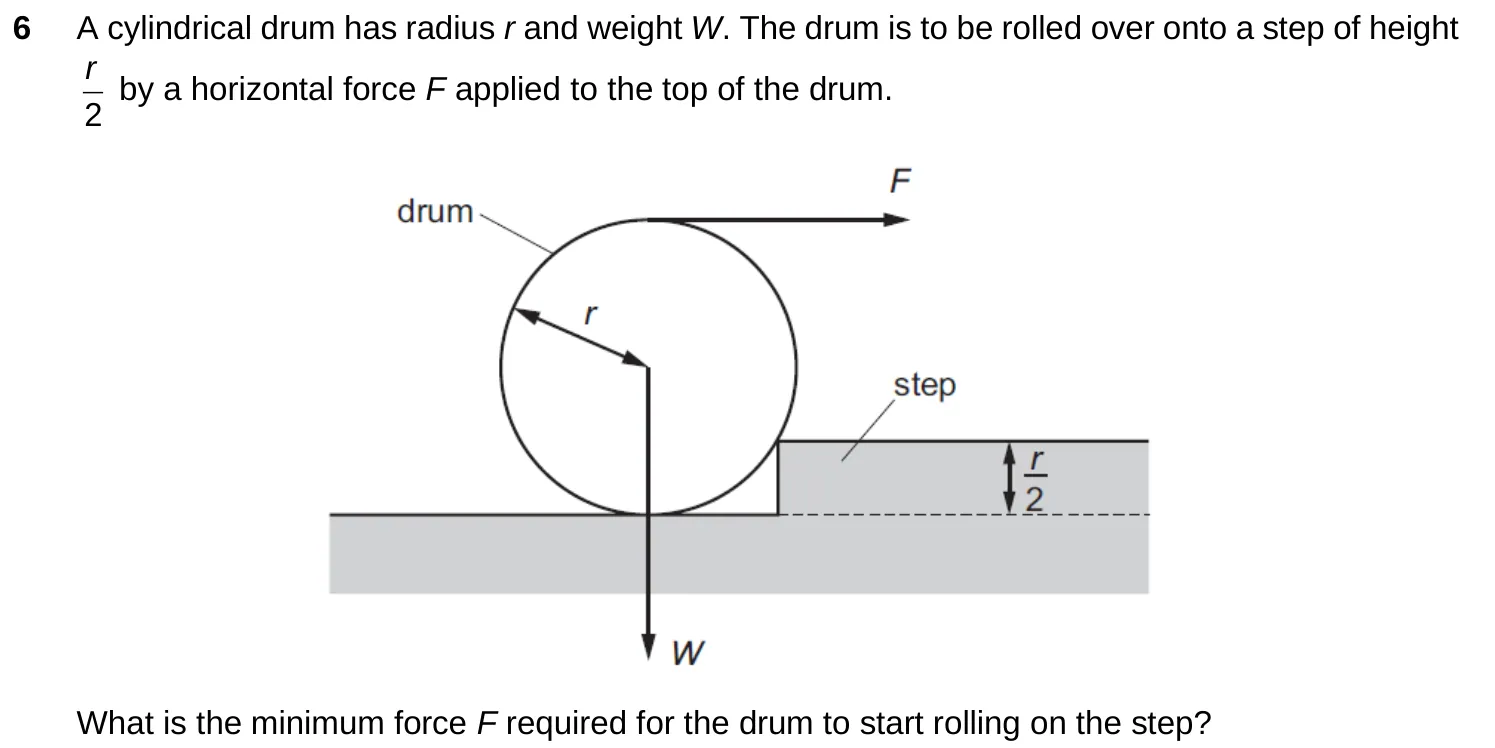 6 A cylindrical drum has radius r and weight W. The drum is to be rolled over onto a step of height
r
2 by a horizontal force F applied to the top of the drum.
F
drum
r
step
r
2
W
What is the minimum force F required for the drum to start rolling on the step?